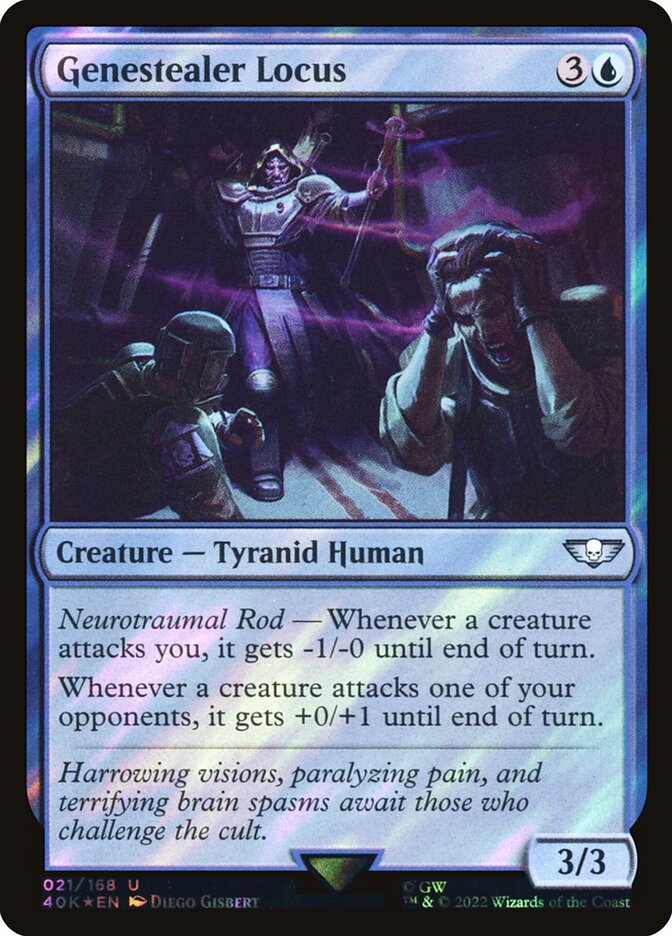 Genestealer Locus 3
Creature — Tyranid Human
Neurotraumal Rod — Whenever a creature
attacks you, it gets -1/-0 until end of turn.
Whenever a creature attacks one of your
opponents, it gets +0/+1 until end of turn.
Harrowing visions, paralyzing pain, and
terrifying brain spasms await those who
challenge the cult.
3/3
021/168 U © GW
40K★EN Diego Gisbert ™ & © 2022 Wizards of the Coast